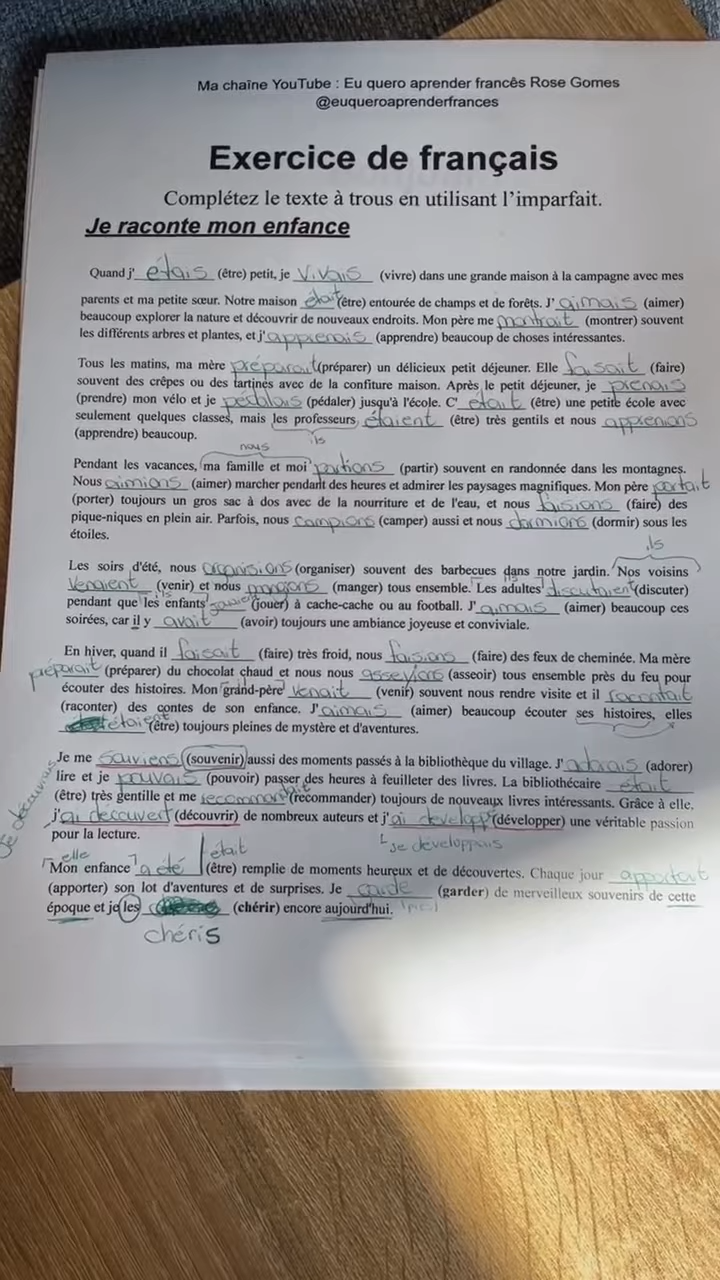 Ma chaîne YouTube : Eu quero aprender francês Rose Gomes
@euqueroaprenderfrances
Exercice de français
Complétez le texte à trous en utilisant l'imparfait.
Je raconte mon enfance
Quand j' étais (être) petit, je vivais (vivre) dans une grande maison à la campagne avec mes
parents et ma petite sœur. Notre maison était (être) entourée de champs et de forêts. J' aimais (aimer)
beaucoup explorer la nature et découvrir de nouveaux endroits. Mon père me montrait (montrer) souvent
les différents arbres et plantes, et j' apprenais (apprendre) beaucoup de choses intéressantes.
Tous les matins, ma mère préparait (préparer) un délicieux petit déjeuner. Elle faisait (faire)
souvent des crêpes ou des tartines avec de la confiture maison. Après le petit déjeuner, je prenais
(prendre) mon vélo et je pédalais (pédaler) jusqu'à l'école. C' était (être) une petite école avec
seulement quelques classes, mais les professeurs étaient (être) très gentils et nous apprenions
(apprendre) beaucoup.
ils
nous
Pendant les vacances, ma famille et moi partions (partir) souvent en randonnée dans les montagnes.
Nous aimions (aimer) marcher pendant des heures et admirer les paysages magnifiques. Mon père portait
(porter) toujours un gros sac à dos avec de la nourriture et de l'eau, et nous faisions (faire) des
pique-niques en plein air. Parfois, nous campions (camper) aussi et nous dormions (dormir) sous les
étoiles.
ils
Les soirs d'été, nous organisions (organiser) souvent des barbecues dans notre jardin. Nos voisins
venaient (venir) et nous mangions (manger) tous ensemble. Les adultes discutaient (discuter)
ils
ils
pendant que les enfants jouaient (jouer) à cache-cache ou au football. J' aimais (aimer) beaucoup ces
soirées, car il y avait (avoir) toujours une ambiance joyeuse et conviviale.
En hiver, quand il faisait (faire) très froid, nous faisions (faire) des feux de cheminée. Ma mère
préparait (préparer) du chocolat chaud et nous nous asseyions (asseoir) tous ensemble près du feu pour
écouter des histoires. Mon grand-père venait (venir) souvent nous rendre visite et il racontait
(raconter) des contes de son enfance. J' aimais (aimer) beaucoup écouter ses histoires, elles
étaient (être) toujours pleines de mystère et d'aventures.
Je me souviens (souvenir) aussi des moments passés à la bibliothèque du village. J' adorais (adorer)
lire et je pouvais (pouvoir) passer des heures à feuilleter des livres. La bibliothécaire était
(être) très gentille et me recommandait (recommander) toujours de nouveaux livres intéressants. Grâce à elle,
j' ai découvert (découvrir) de nombreux auteurs et j' ai développé (développer) une véritable passion
pour la lecture.
je développais
elle
était
Mon enfance a été (être) remplie de moments heureux et de découvertes. Chaque jour apportait
(apporter) son lot d'aventures et de surprises. Je garde (garder) de merveilleux souvenirs de cette
époque et je les (chérir) encore aujourd'hui.
chéris